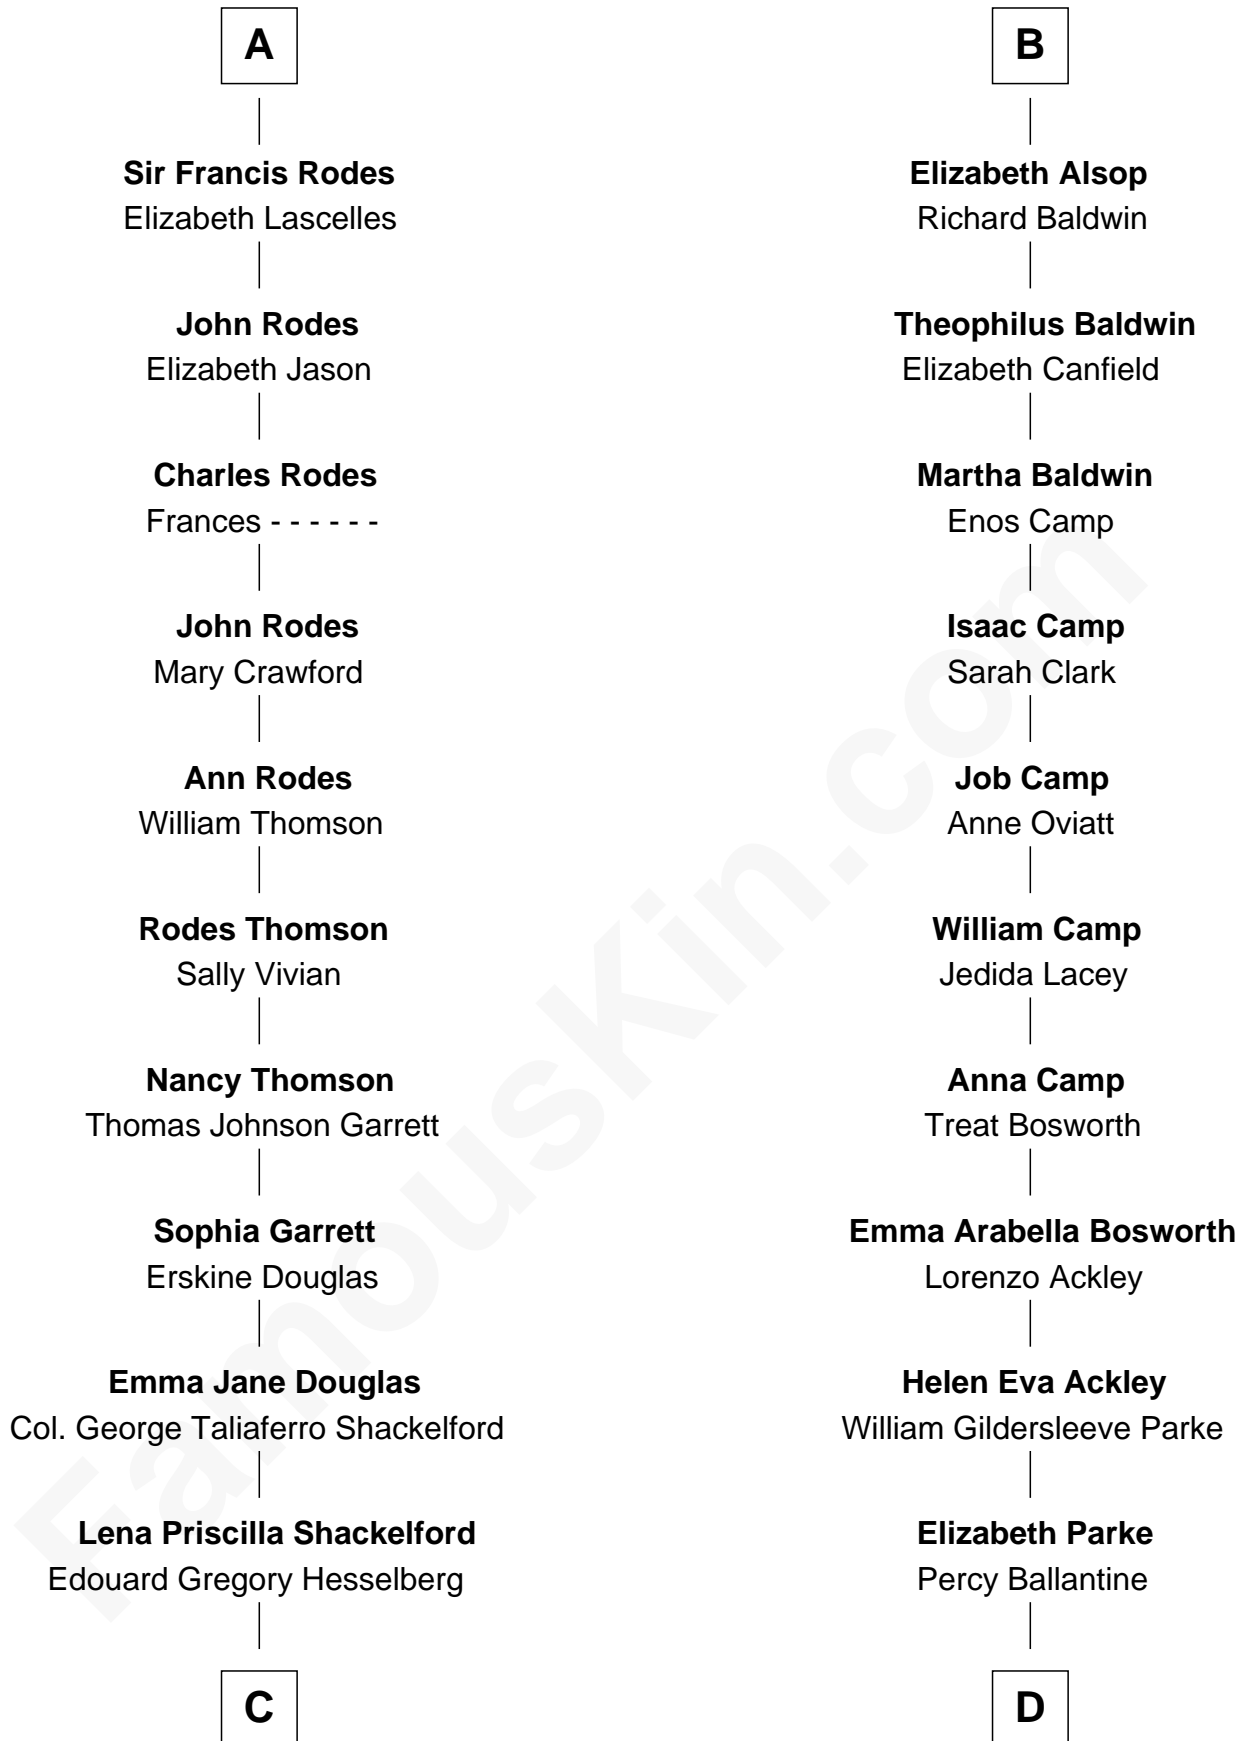 A
Sir Francis Rodes
Elizabeth Lascelles
John Rodes
Elizabeth Jason
Charles Rodes
Frances - - - - - -
John Rodes
Mary Crawford
Ann Rodes
William Thomson
Rodes Thomson
Sally Vivian
Nancy Thomson
Thomas Johnson Garrett
Sophia Garrett
Erskine Douglas
Emma Jane Douglas
Col. George Taliaferro Shackelford
Lena Priscilla Shackelford
Edouard Gregory Hesselberg
C
B
Elizabeth Alsop
Richard Baldwin
Theophilus Baldwin
Elizabeth Canfield
Martha Baldwin
Enos Camp
Isaac Camp
Sarah Clark
Job Camp
Anne Oviatt
William Camp
Jedida Lacey
Anna Camp
Treat Bosworth
Emma Arabella Bosworth
Lorenzo Ackley
Helen Eva Ackley
William Gildersleeve Parke
Elizabeth Parke
Percy Ballantine
D
FamousKin.com